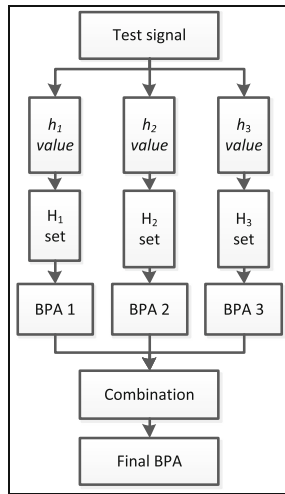 Test signal
h₁ value
h₂ value
h₃ value
H₁ set
H₂ set
H₃ set
BPA 1
BPA 2
BPA 3
Combination
Final BPA